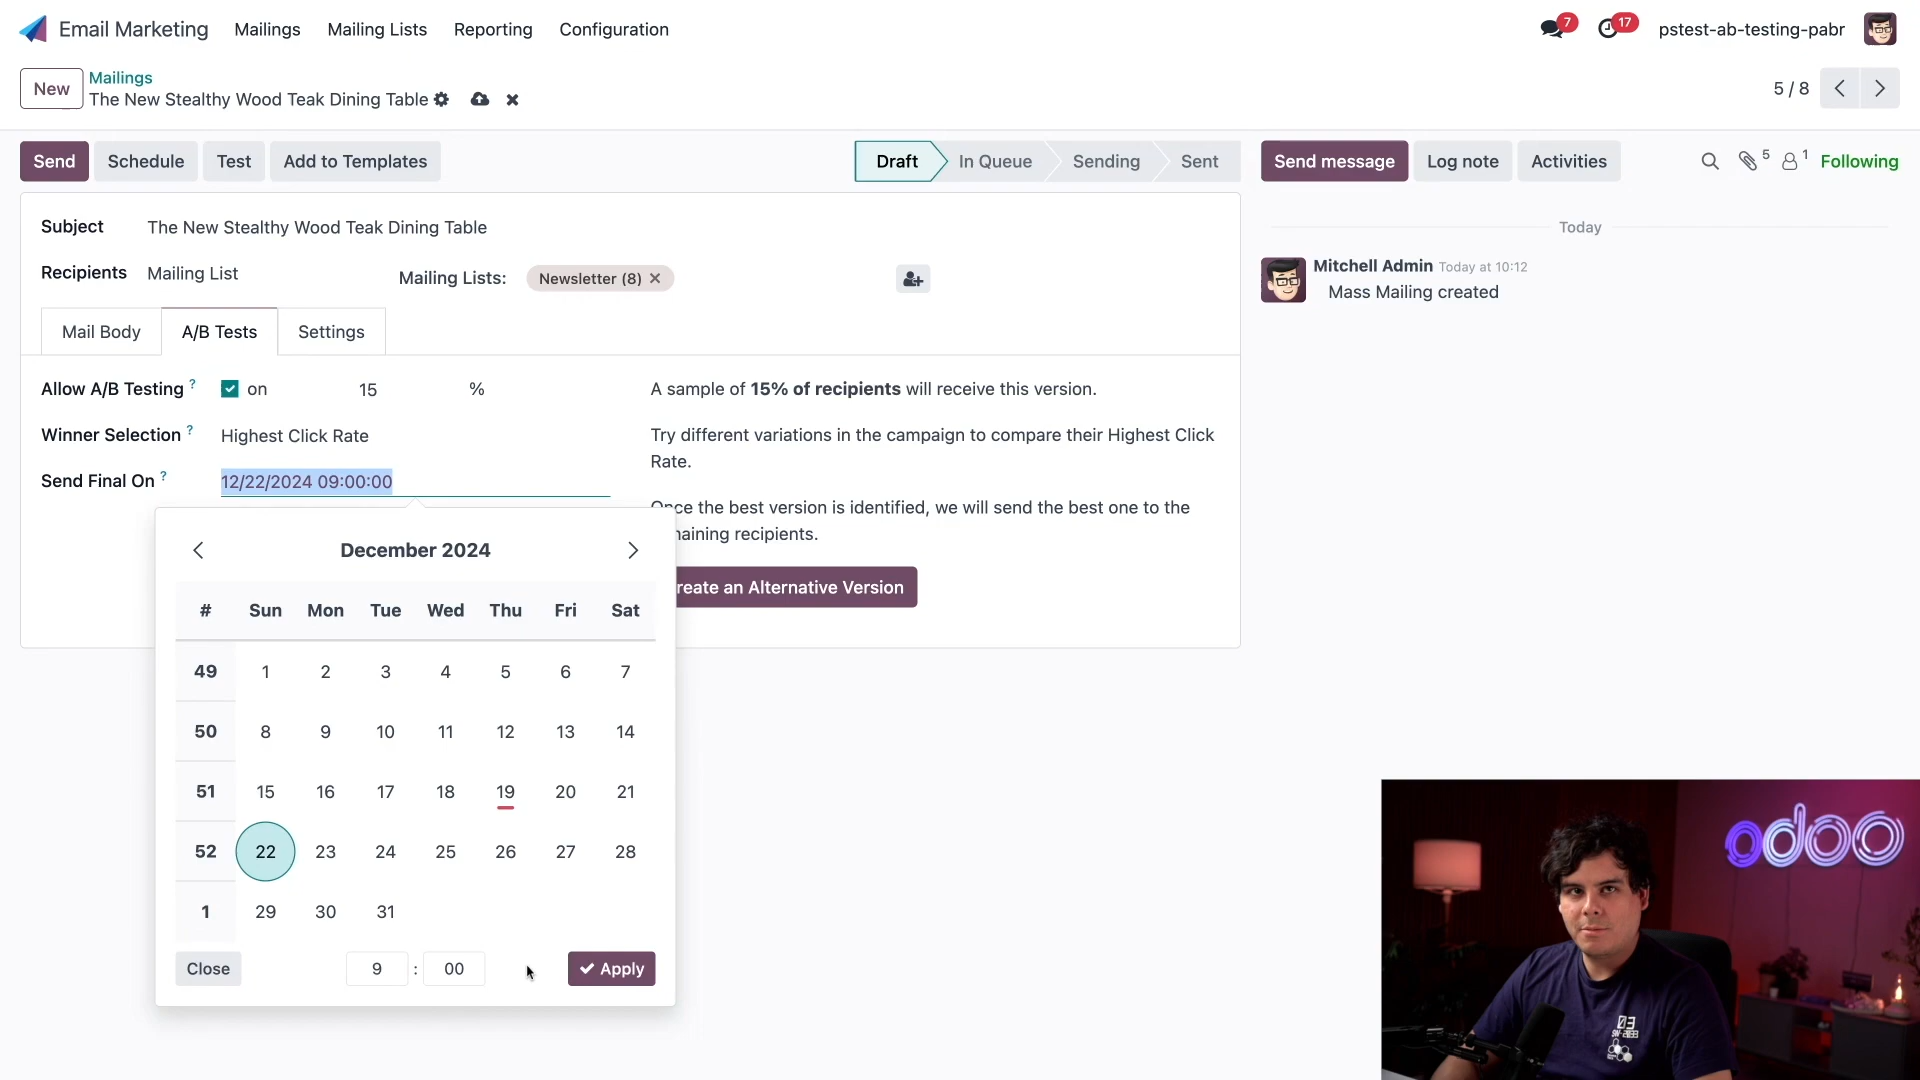 Email Marketing Mailings Mailing Lists Reporting Configuration 7 17 pstest-ab-testing-pabr
New Mailings
The New Stealthy Wood Teak Dining Table
5 / 8
Send Schedule Test Add to Templates Draft In Queue Sending Sent Send message Log note Activities 5 1 Following
Subject The New Stealthy Wood Teak Dining Table
Recipients Mailing List Mailing Lists: Newsletter (8)
Mail Body A/B Tests Settings
Allow A/B Testing ? on 15 %
Winner Selection ? Highest Click Rate
Send Final On ? 12/22/2024 09:00:00
A sample of 15% of recipients will receive this version.
Try different variations in the campaign to compare their Highest Click
Rate.
Once the best version is identified, we will send the best one to the
maining recipients.
reate an Alternative Version
December 2024
# Sun Mon Tue Wed Thu Fri Sat
49 1 2 3 4 5 6 7
50 8 9 10 11 12 13 14
51 15 16 17 18 19 20 21
52 22 23 24 25 26 27 28
1 29 30 31
Close 9 : 00 Apply
Today
Mitchell Admin Today at 10:12
Mass Mailing created
odoo
03